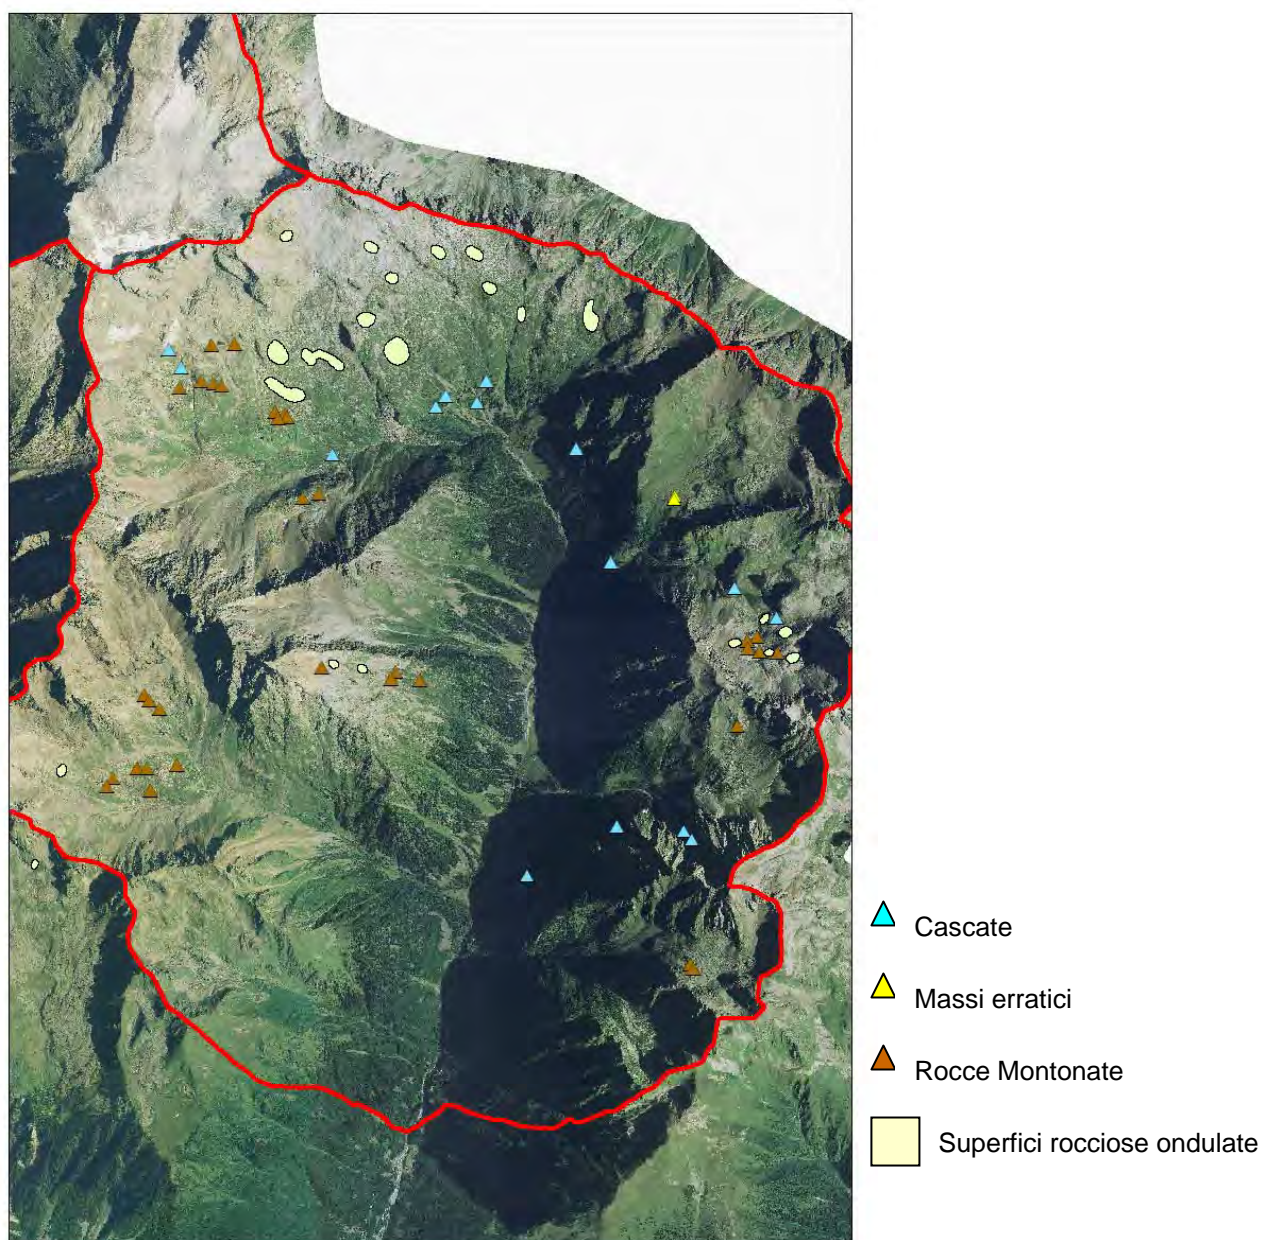 Cascate
Massi erratici
Rocce Montonate
Superfici rocciose ondulate